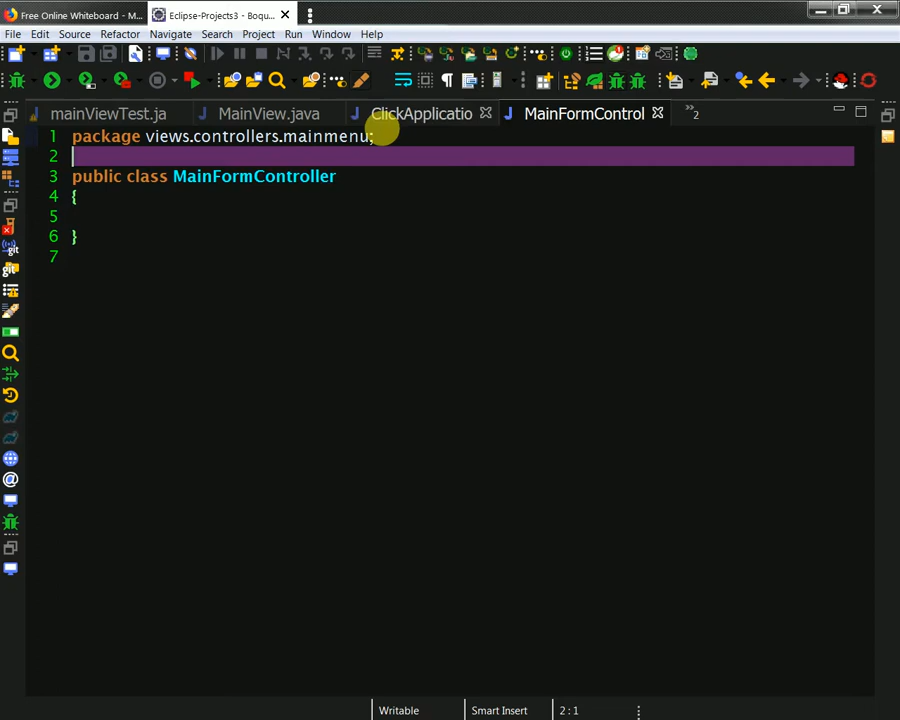 Free Online Whiteboard - M...
Eclipse-Projects3 - Boqu...
File Edit Source Refactor Navigate Search Project Run Window Help
mainViewTest.ja
MainView.java
ClickApplicatio
MainFormControl
»2
1 package views.controllers.mainmenu;
2
3 public class MainFormController
4 {
5
6 }
7
Writable
Smart Insert
2 : 1